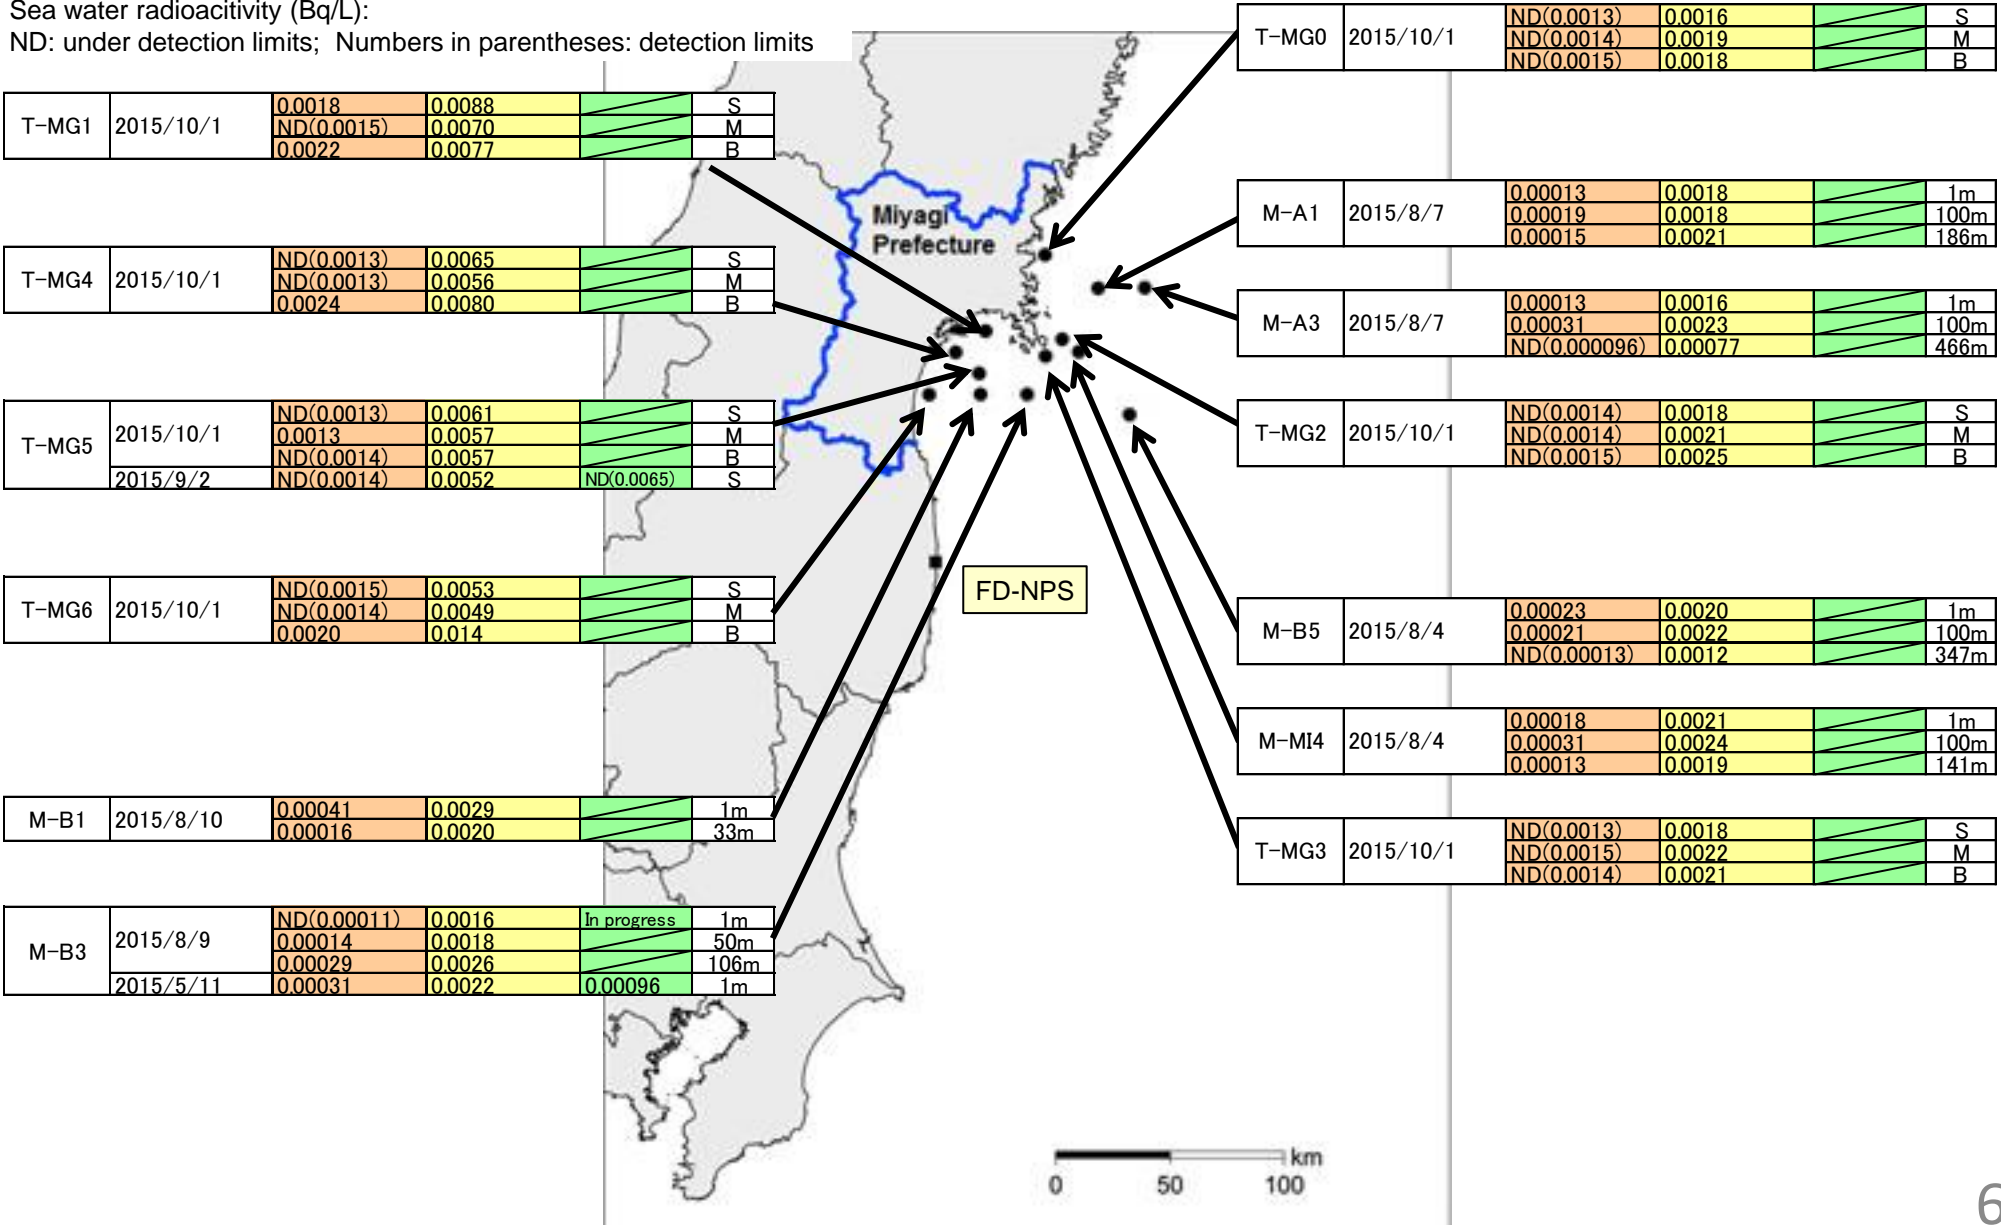 Sea water radioacitivity (Bq/L):
ND: under detection limits; Numbers in parentheses: detection limits
T-MG1 2015/10/1 0.0018 0.0088 S
ND(0.0015) 0.0070 M
0.0022 0.0077 B
T-MG4 2015/10/1 ND(0.0013) 0.0065 S
ND(0.0013) 0.0056 M
0.0024 0.0080 B
T-MG5 2015/10/1 ND(0.0013) 0.0061 S
0.0013 0.0057 M
ND(0.0014) 0.0057 B
2015/9/2 ND(0.0014) 0.0052 ND(0.0065) S
T-MG6 2015/10/1 ND(0.0015) 0.0053 S
ND(0.0014) 0.0049 M
0.0020 0.014 B
M-B1 2015/8/10 0.00041 0.0029 1m
0.00016 0.0020 33m
M-B3 2015/8/9 ND(0.00011) 0.0016 In progress 1m
0.00014 0.0018 50m
0.00029 0.0026 106m
2015/5/11 0.00031 0.0022 0.00096 1m
Miyagi
Prefecture
FD-NPS
T-MG0 2015/10/1 ND(0.0013) 0.0016 S
ND(0.0014) 0.0019 M
ND(0.0015) 0.0018 B
M-A1 2015/8/7 0.00013 0.0018 1m
0.00019 0.0018 100m
0.00015 0.0021 186m
M-A3 2015/8/7 0.00013 0.0016 1m
0.00031 0.0023 100m
ND(0.000096) 0.00077 466m
T-MG2 2015/10/1 ND(0.0014) 0.0018 S
ND(0.0014) 0.0021 M
ND(0.0015) 0.0025 B
M-B5 2015/8/4 0.00023 0.0020 1m
0.00021 0.0022 100m
ND(0.00013) 0.0012 347m
M-MI4 2015/8/4 0.00018 0.0021 1m
0.00031 0.0024 100m
0.00013 0.0019 141m
T-MG3 2015/10/1 ND(0.0013) 0.0018 S
ND(0.0015) 0.0022 M
ND(0.0014) 0.0021 B
km
0 50 100
6